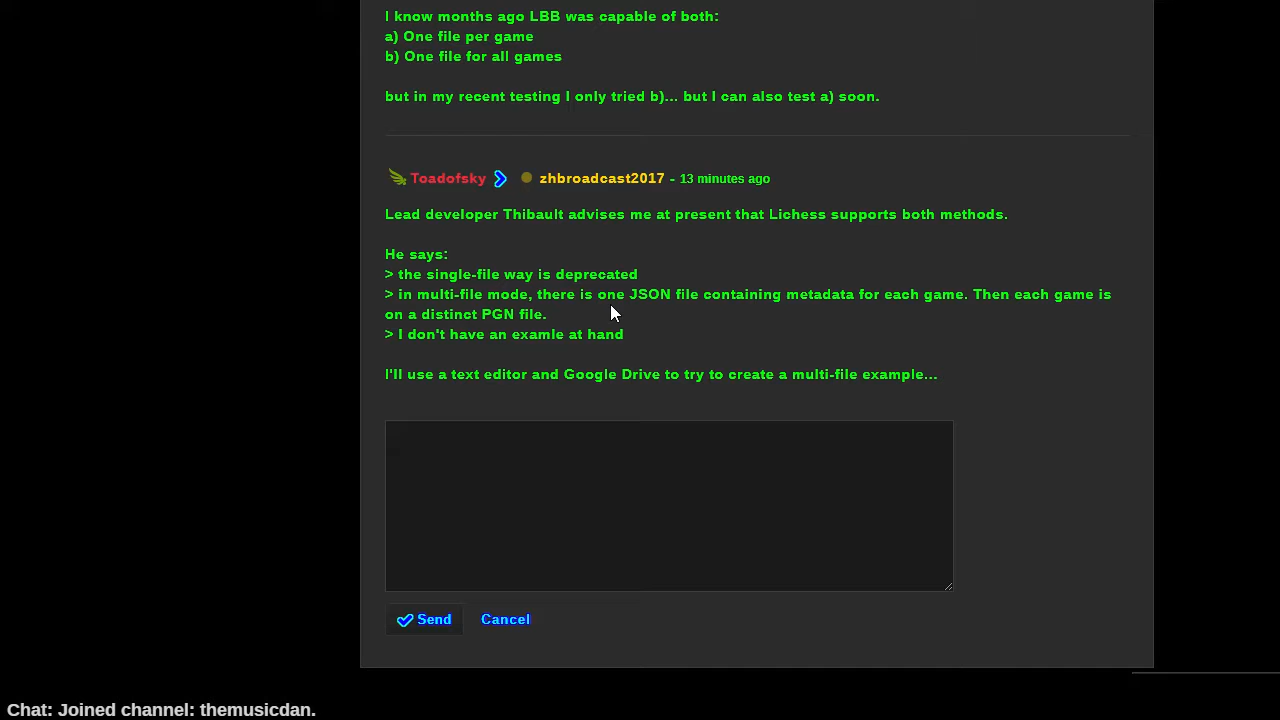 I know months ago LBB was capable of both:
a) One file per game
b) One file for all games
but in my recent testing I only tried b)... but I can also test a) soon.
Toadofsky zhbroadcast2017 - 13 minutes ago
Lead developer Thibault advises me at present that Lichess supports both methods.
He says:
> the single-file way is deprecated
> in multi-file mode, there is one JSON file containing metadata for each game. Then each game is
on a distinct PGN file.
> I don't have an examle at hand
I'll use a text editor and Google Drive to try to create a multi-file example...
Send Cancel
Chat: Joined channel: themusicdan.